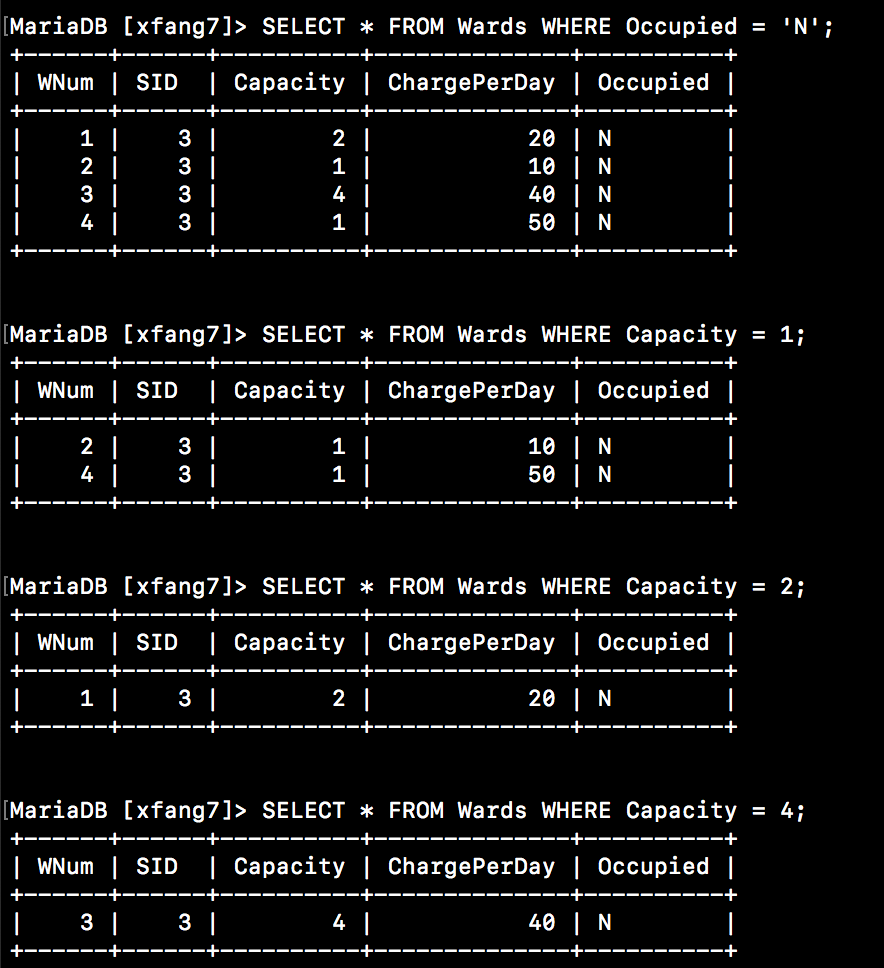 [MariaDB [xfang7]> SELECT * FROM Wards WHERE Occupied = 'N';
+------+------+----------+--------------+----------+
| WNum | SID  | Capacity | ChargePerDay | Occupied |
+------+------+----------+--------------+----------+
|    1 |    3 |        2 |           20 | N        |
|    2 |    3 |        1 |           10 | N        |
|    3 |    3 |        4 |           40 | N        |
|    4 |    3 |        1 |           50 | N        |
+------+------+----------+--------------+----------+
[MariaDB [xfang7]> SELECT * FROM Wards WHERE Capacity = 1;
+------+------+----------+--------------+----------+
| WNum | SID  | Capacity | ChargePerDay | Occupied |
+------+------+----------+--------------+----------+
|    2 |    3 |        1 |           10 | N        |
|    4 |    3 |        1 |           50 | N        |
+------+------+----------+--------------+----------+
[MariaDB [xfang7]> SELECT * FROM Wards WHERE Capacity = 2;
+------+------+----------+--------------+----------+
| WNum | SID  | Capacity | ChargePerDay | Occupied |
+------+------+----------+--------------+----------+
|    1 |    3 |        2 |           20 | N        |
+------+------+----------+--------------+----------+
[MariaDB [xfang7]> SELECT * FROM Wards WHERE Capacity = 4;
+------+------+----------+--------------+----------+
| WNum | SID  | Capacity | ChargePerDay | Occupied |
+------+------+----------+--------------+----------+
|    3 |    3 |        4 |           40 | N        |
+------+------+----------+--------------+----------+